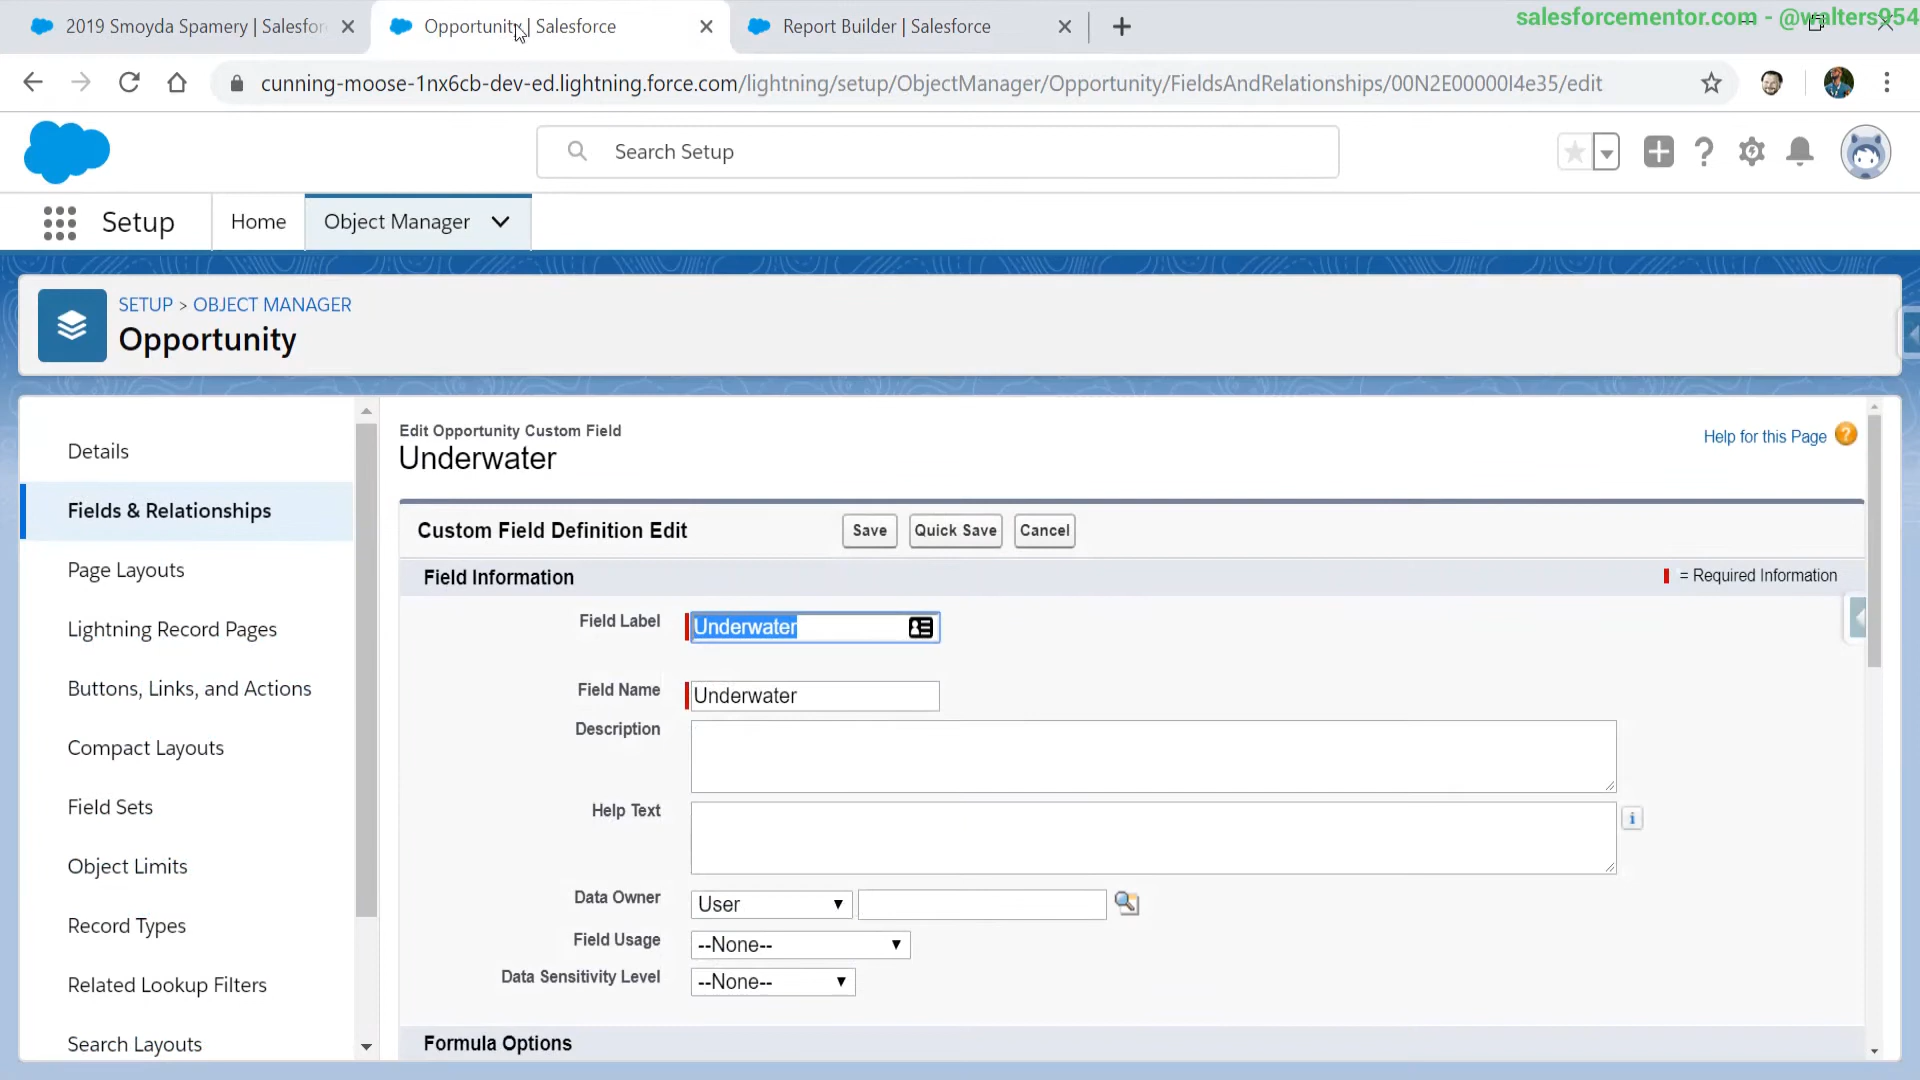 2019 Smoyda Spamery | Salesfor
Opportunity | Salesforce
Report Builder | Salesforce
salesforcementor.com - @walters954
cunning-moose-1nx6cb-dev-ed.lightning.force.com/lightning/setup/ObjectManager/Opportunity/FieldsAndRelationships/00N2E00000I4e35/edit
Search Setup
Setup
Home
Object Manager
SETUP > OBJECT MANAGER
Opportunity
Details
Fields & Relationships
Page Layouts
Lightning Record Pages
Buttons, Links, and Actions
Compact Layouts
Field Sets
Object Limits
Record Types
Related Lookup Filters
Search Layouts
Edit Opportunity Custom Field
Underwater
Help for this Page ?
Custom Field Definition Edit
Save
Quick Save
Cancel
Field Information
= Required Information
Field Label
Underwater
Field Name
Underwater
Description
Help Text
i
Data Owner
User
Field Usage
--None--
Data Sensitivity Level
--None--
Formula Options